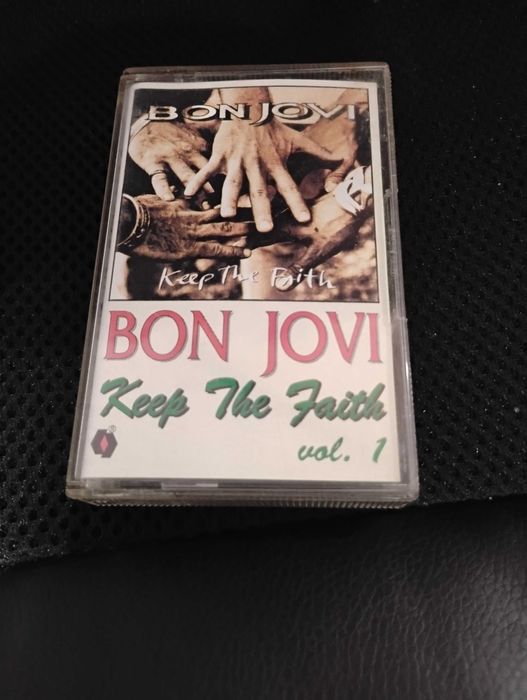 BON JOVI
Keep The Faith
BON JOVI
Keep The Faith
vol. 1
®